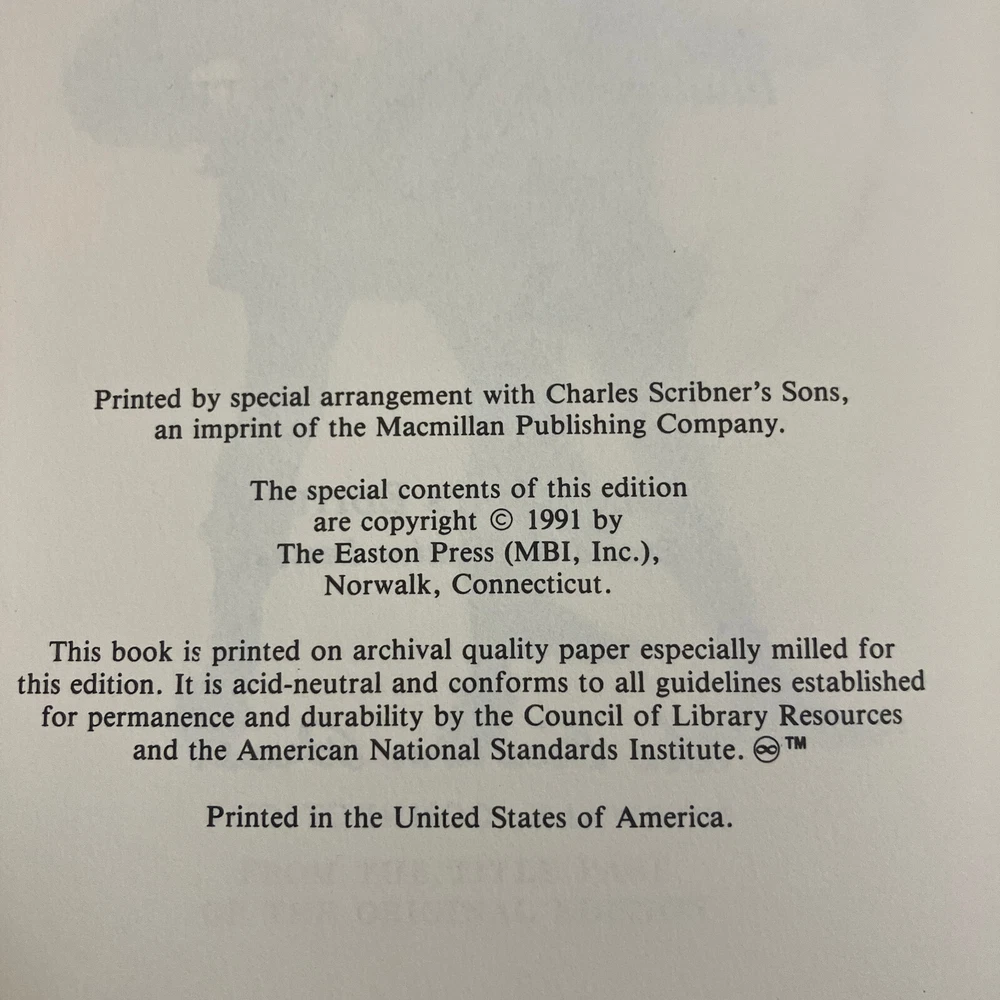 Printed by special arrangement with Charles Scribner's Sons,
an imprint of the Macmillan Publishing Company.
The special contents of this edition
are copyright © 1991 by
The Easton Press (MBI, Inc.),
Norwalk, Connecticut.
This book is printed on archival quality paper especially milled for
this edition. It is acid-neutral and conforms to all guidelines established
for permanence and durability by the Council of Library Resources
and the American National Standards Institute. ♾™
Printed in the United States of America.